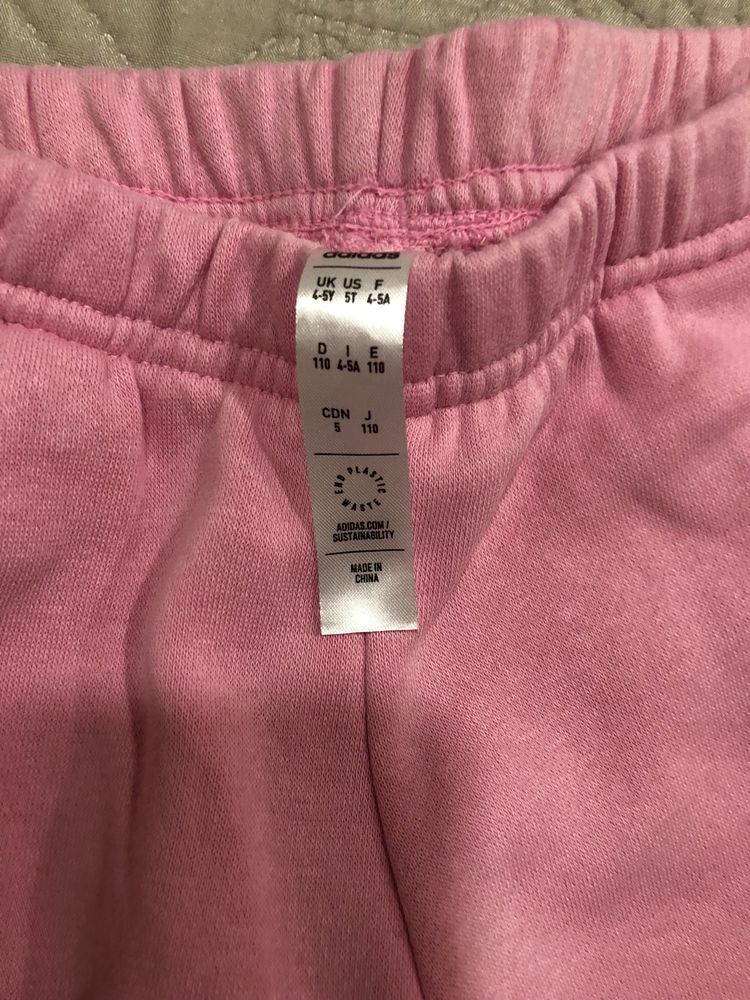 adidas
UK US F
4-5Y 5T 4-5A
D I E
110 4-5A 110
CDN J
5 110
END PLASTIC WASTE
ADIDAS.COM/
SUSTAINABILITY
MADE IN
CHINA